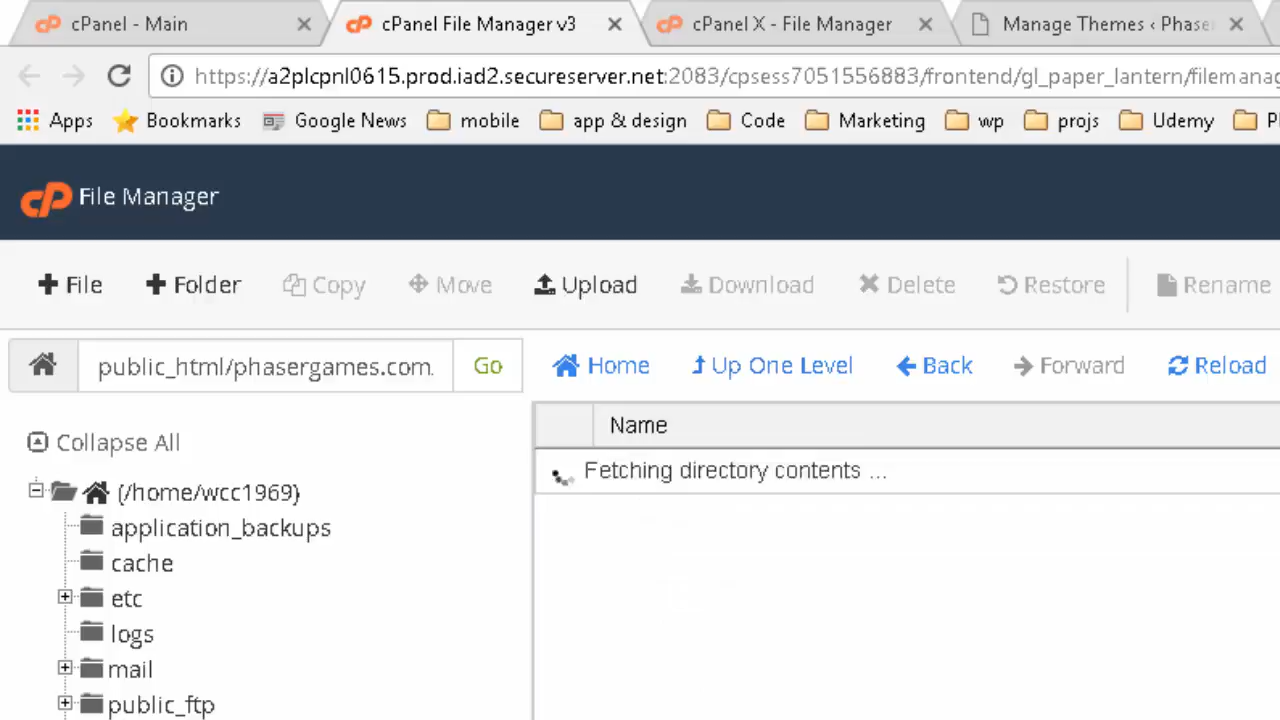 cPanel - Main
cPanel File Manager v3
cPanel X - File Manager
Manage Themes ‹ Phaser
https://a2plcpnl0615.prod.iad2.secureserver.net:2083/cpsess7051556883/frontend/gl_paper_lantern/filemanag
Apps Bookmarks Google News mobile app & design Code Marketing wp projs Udemy P
cP File Manager
File Folder Copy Move Upload Download Delete Restore Rename
public_html/phasergames.com. Go Home Up One Level Back Forward Reload
Name
Collapse All
Fetching directory contents ...
(/home/wcc1969)
application_backups
cache
etc
logs
mail
public_ftp